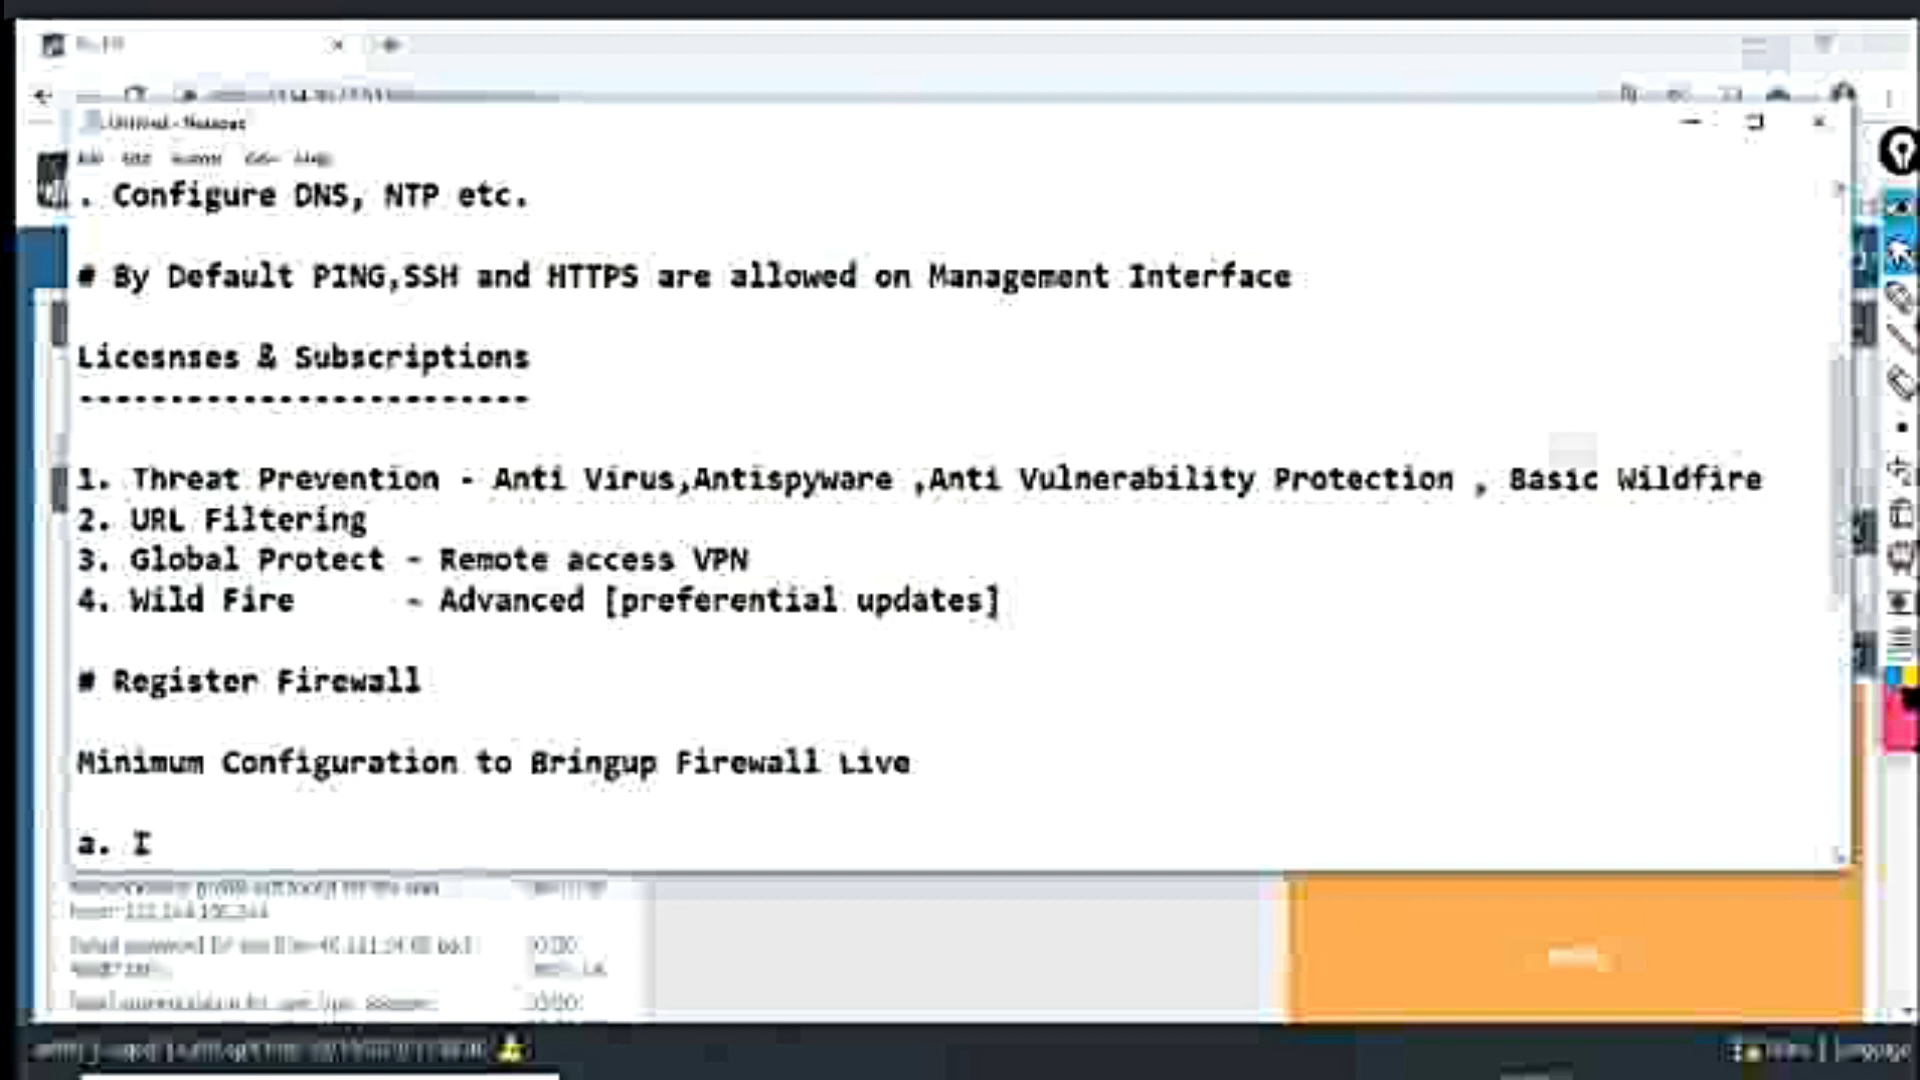 Untitled - Notepad
. Configure DNS, NTP etc.
# By Default PING,SSH and HTTPS are allowed on Management Interface
Licesnses & Subscriptions
-------------------------
1. Threat Prevention - Anti Virus,Antispyware ,Anti Vulnerability Protection , Basic Wildfire
2. URL Filtering
3. Global Protect - Remote access VPN
4. Wild Fire - Advanced [preferential updates]
# Register Firewall
Minimum Configuration to Bringup Firewall Live
a.